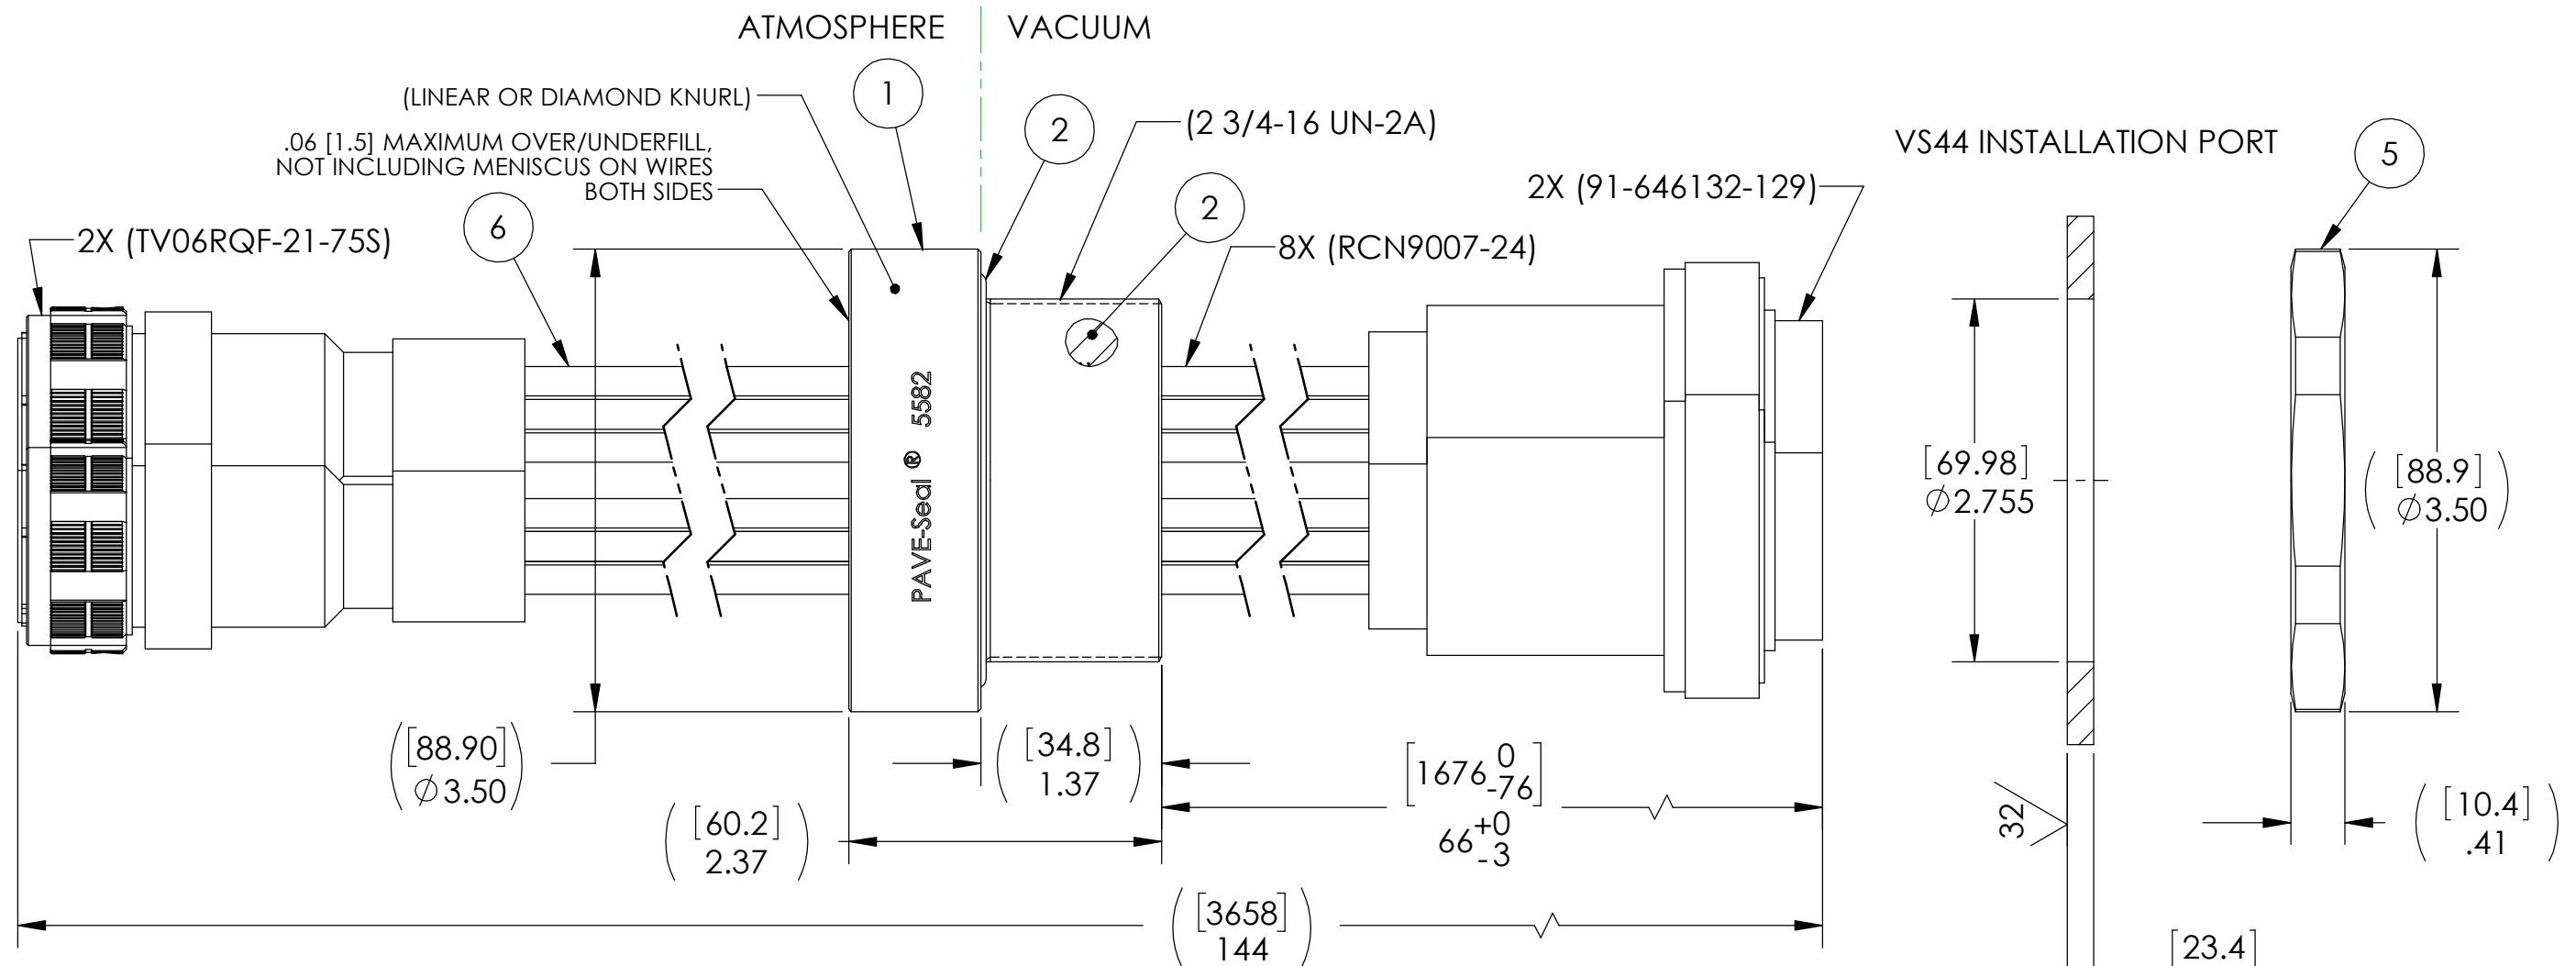 ATMOSPHERE
VACUUM
(LINEAR OR DIAMOND KNURL)
1
2
(2 3/4-16 UN-2A)
.06 [1.5] MAXIMUM OVER/UNDERFILL,
NOT INCLUDING MENISCUS ON WIRES
BOTH SIDES
VS44 INSTALLATION PORT
5
2X (91-646132-129)
2
6
2X (TV06RQF-21-75S)
8X (RCN9007-24)
PAVE-Seal ® 5582
[69.98]
Ø2.755
([88.9]
Ø3.50)
([88.90]
Ø3.50)
([34.8]
1.37)
[1676 0
-76]
66 +0
-3
([60.2]
2.37)
32
([10.4]
.41)
([3658]
144)
[23.4]